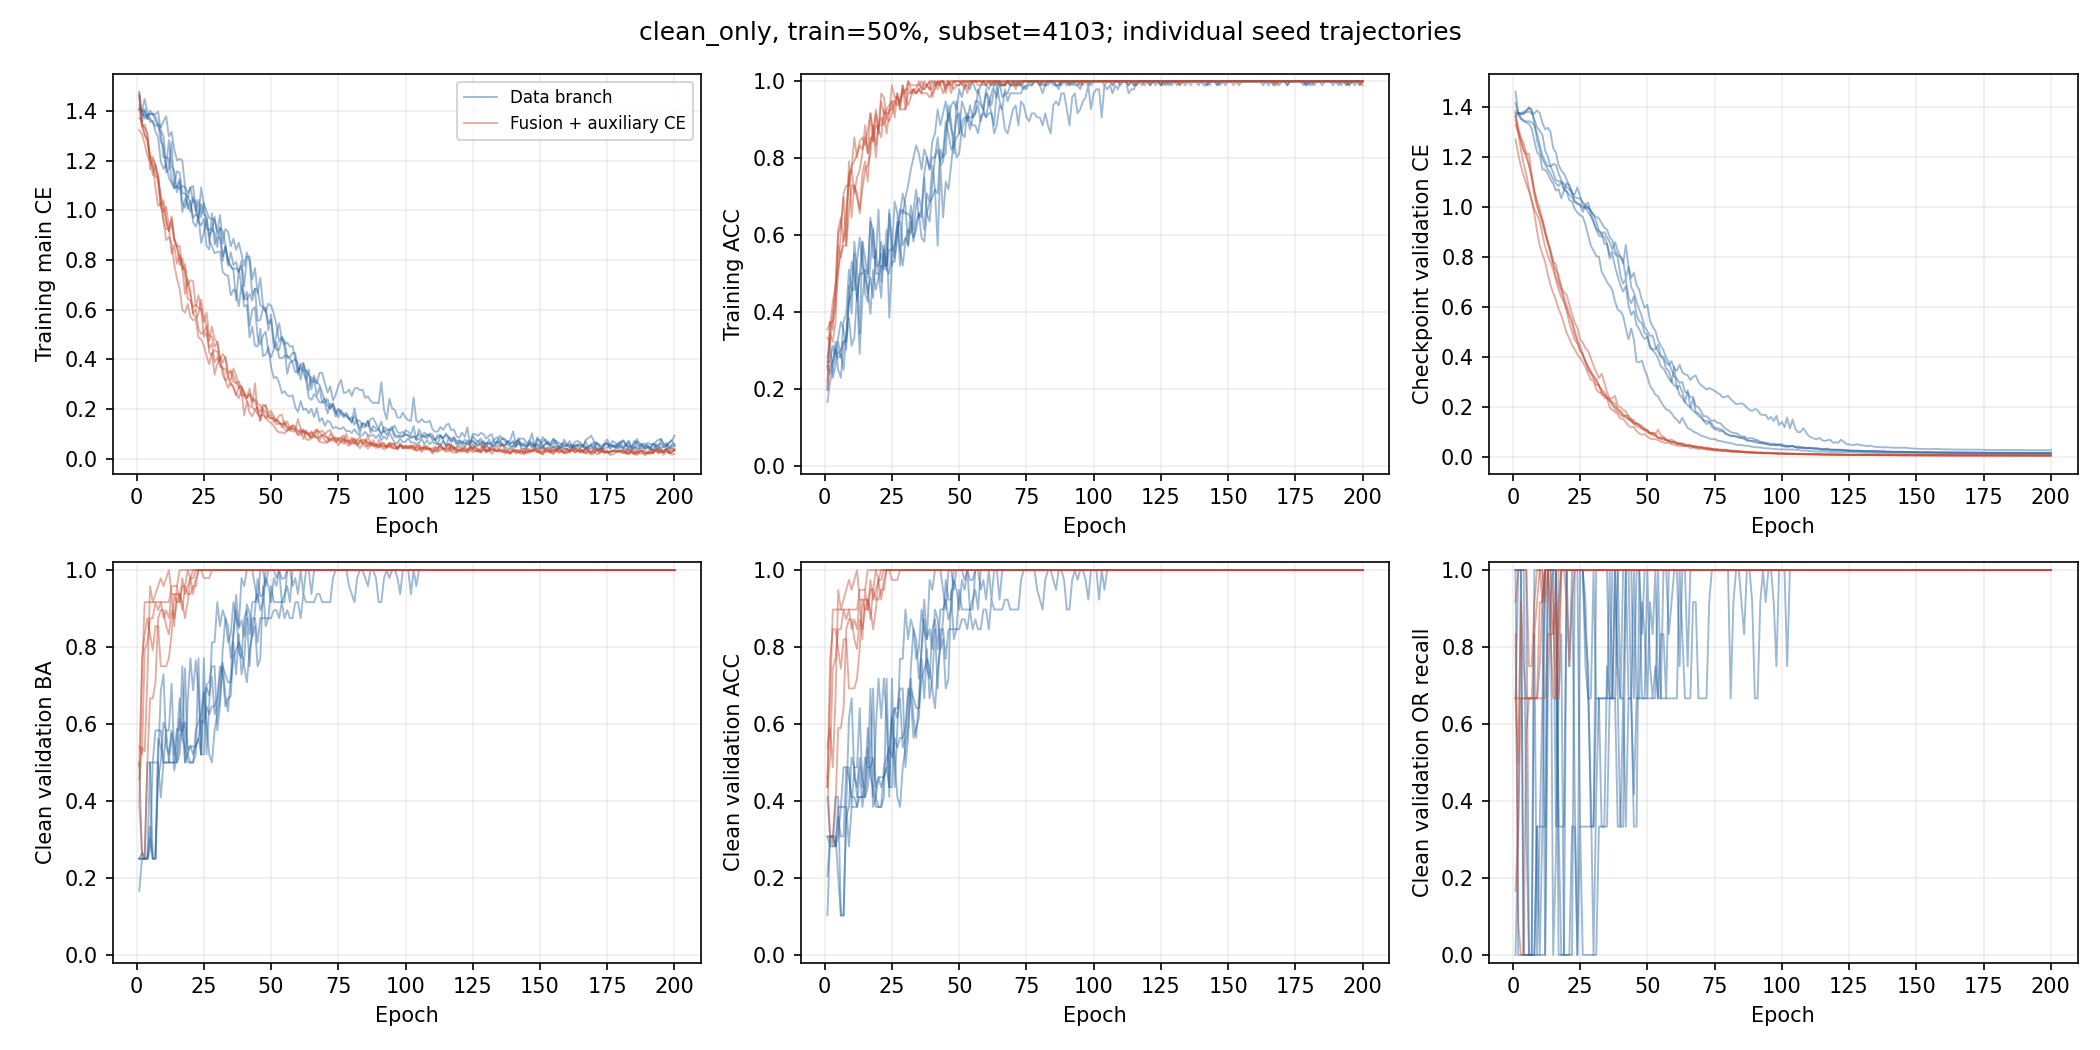 clean_only, train=50%, subset=4103; individual seed trajectories
Training main CE
1.4
1.2
1.0
0.8
0.6
0.4
0.2
0.0
Data branch
Fusion + auxiliary CE
0 25 50 75 100 125 150 175 200
Epoch
Training ACC
1.0
0.8
0.6
0.4
0.2
0.0
0 25 50 75 100 125 150 175 200
Epoch
Checkpoint validation CE
1.4
1.2
1.0
0.8
0.6
0.4
0.2
0.0
0 25 50 75 100 125 150 175 200
Epoch
Clean validation BA
1.0
0.8
0.6
0.4
0.2
0.0
0 25 50 75 100 125 150 175 200
Epoch
Clean validation ACC
1.0
0.8
0.6
0.4
0.2
0.0
0 25 50 75 100 125 150 175 200
Epoch
Clean validation OR recall
1.0
0.8
0.6
0.4
0.2
0.0
0 25 50 75 100 125 150 175 200
Epoch